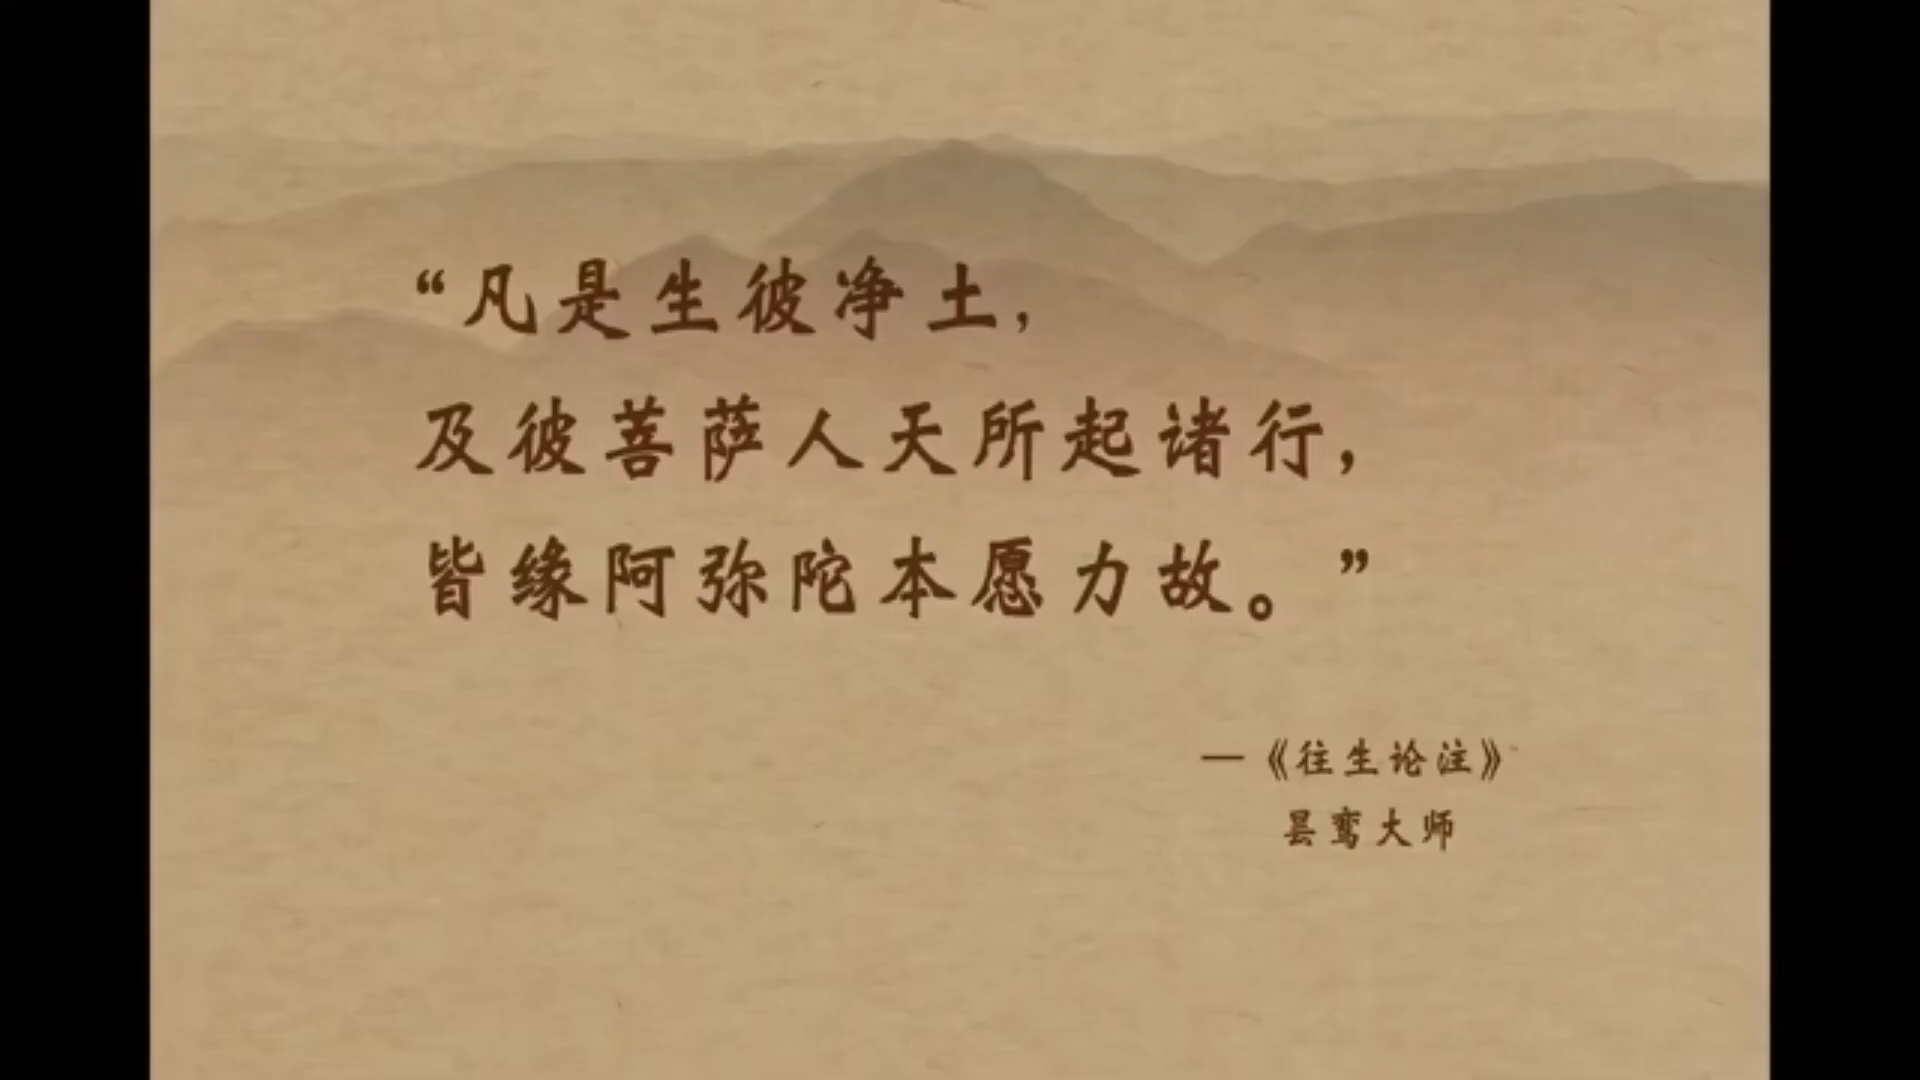 “凡是生彼净土，
及彼菩萨人天所起诸行，
皆缘阿弥陀本愿力故。”
—《往生论注》
昙鸾大师